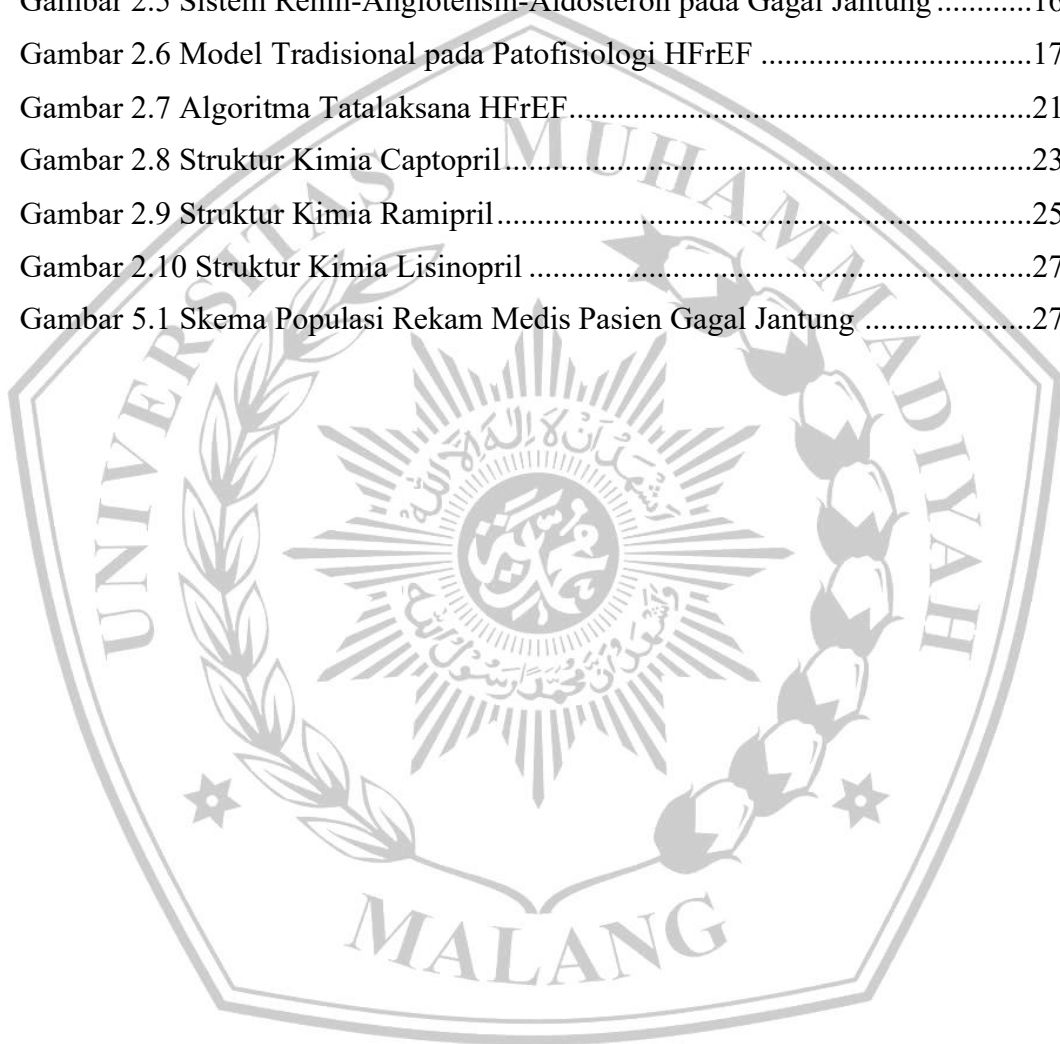 Gambar 2.5 Sistem Renin-Angiotensin-Aldosteron pada Gagal Jantung ............16
Gambar 2.6 Model Tradisional pada Patofisiologi HFrEF ................................17
Gambar 2.7 Algoritma Tatalaksana HFrEF.......................................................21
Gambar 2.8 Struktur Kimia Captopril...............................................................23
Gambar 2.9 Struktur Kimia Ramipril................................................................25
Gambar 2.10 Struktur Kimia Lisinopril ............................................................27
Gambar 5.1 Skema Populasi Rekam Medis Pasien Gagal Jantung ....................27
UNIVERSITAS MUHAMMADIYAH
MALANG